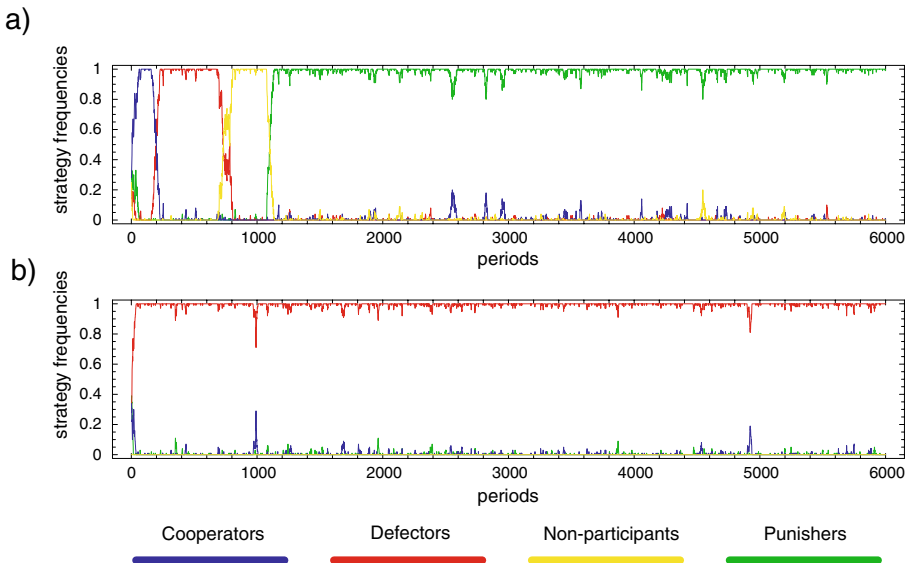 a)
strategy frequencies
1
0.8
0.6
0.4
0.2
0
0 1000 2000 3000 4000 5000 6000
periods
b)
strategy frequencies
1
0.8
0.6
0.4
0.2
0
0 1000 2000 3000 4000 5000 6000
periods
Cooperators Defectors Non-participants Punishers